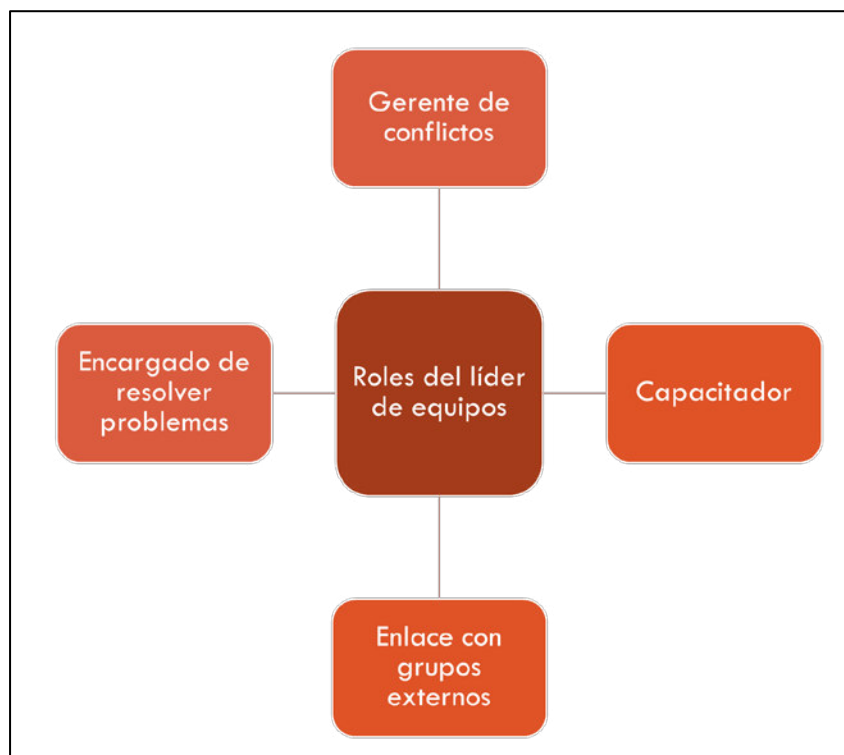 Gerente de
conflictos
Encargado de
resolver
problemas
Roles del líder
de equipos
Capacitador
Enlace con
grupos
externos